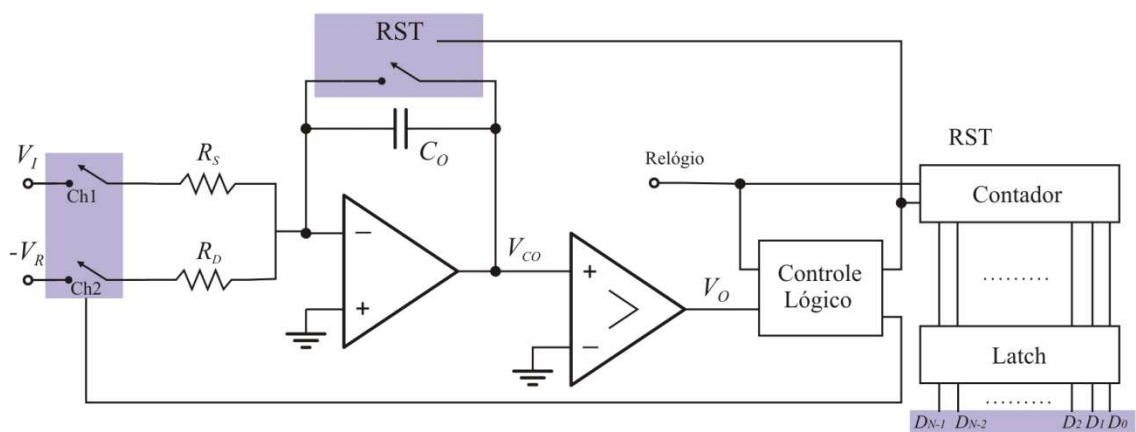 RST
C_O
V_I
Ch1
R_S
-V_R
Ch2
R_D
−
+
V_CO
+
>
−
V_O
Relógio
Controle
Lógico
RST
Contador
........
Latch
.........
D_N-1 D_N-2 D_2 D_1 D_0